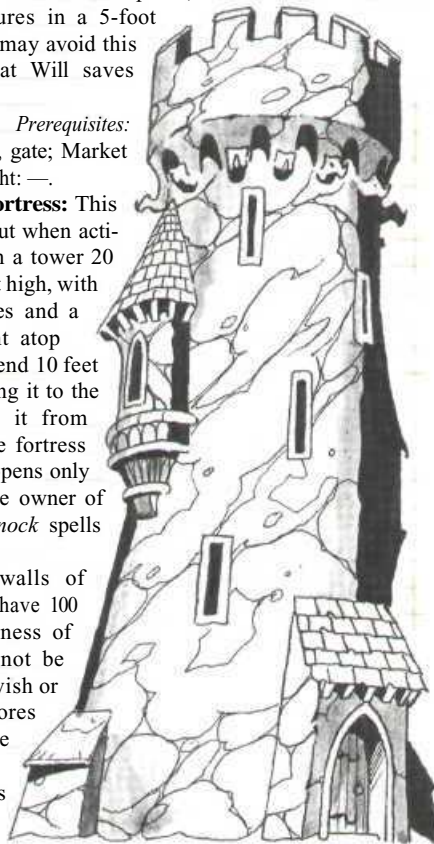 ures in a 5-foot
may avoid this
at Will saves
Prerequisites:
, gate; Market
ht: —.
ortress: This
ut when acti-
n a tower 20
t high, with
es and a
nt atop
end 10 feet
ng it to the
it from
e fortress
pens only
e owner of
nock spells
walls of
have 100
ness of
not be
wish or
ores
e
s